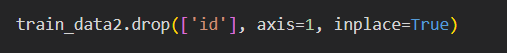 train_data2.drop(['id'], axis=1, inplace=True)